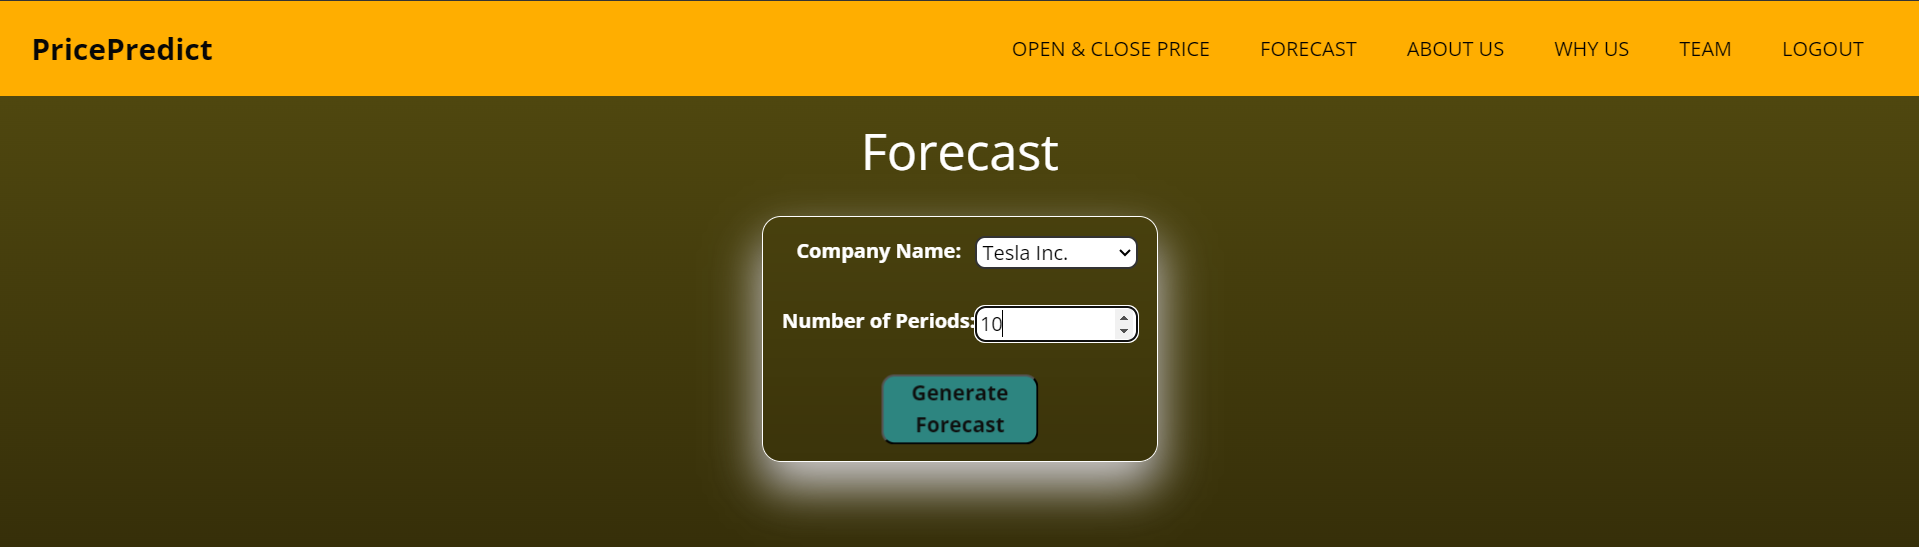 PricePredict
OPEN & CLOSE PRICE
FORECAST
ABOUT US
WHY US
TEAM
LOGOUT
Forecast
Company Name: Tesla Inc.
Number of Periods: 10
Generate
Forecast